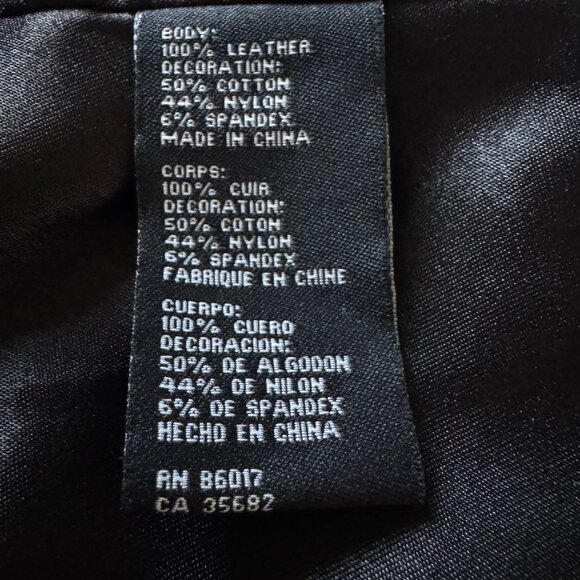 BODY:
100% LEATHER
DECORATION:
50% COTTON
44% NYLON
6% SPANDEX
MADE IN CHINA
CORPS:
100% CUIR
DECORATION:
50% COTON
44% NYLON
6% SPANDEX
FABRIQUE EN CHINE
CUERPO:
100% CUERO
DECORACION:
50% DE ALGODON
44% DE NILON
6% DE SPANDEX
HECHO EN CHINA
RN 86017
CA 35682